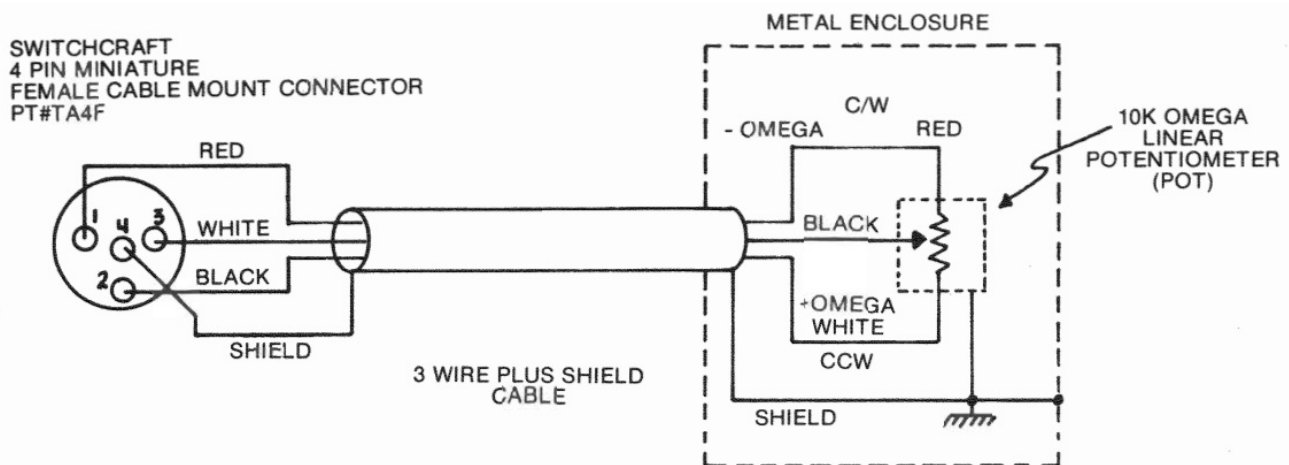 METAL ENCLOSURE
SWITCHCRAFT
4 PIN MINIATURE
FEMALE CABLE MOUNT CONNECTOR
PT#TA4F
RED
1
4
3
2
WHITE
BLACK
SHIELD
3 WIRE PLUS SHIELD
CABLE
C/W
- OMEGA
RED
BLACK
+OMEGA
WHITE
CCW
SHIELD
10K OMEGA
LINEAR
POTENTIOMETER
(POT)